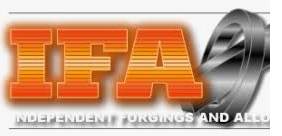 IFA
INDEPENDENT FORGINGS AND ALLO